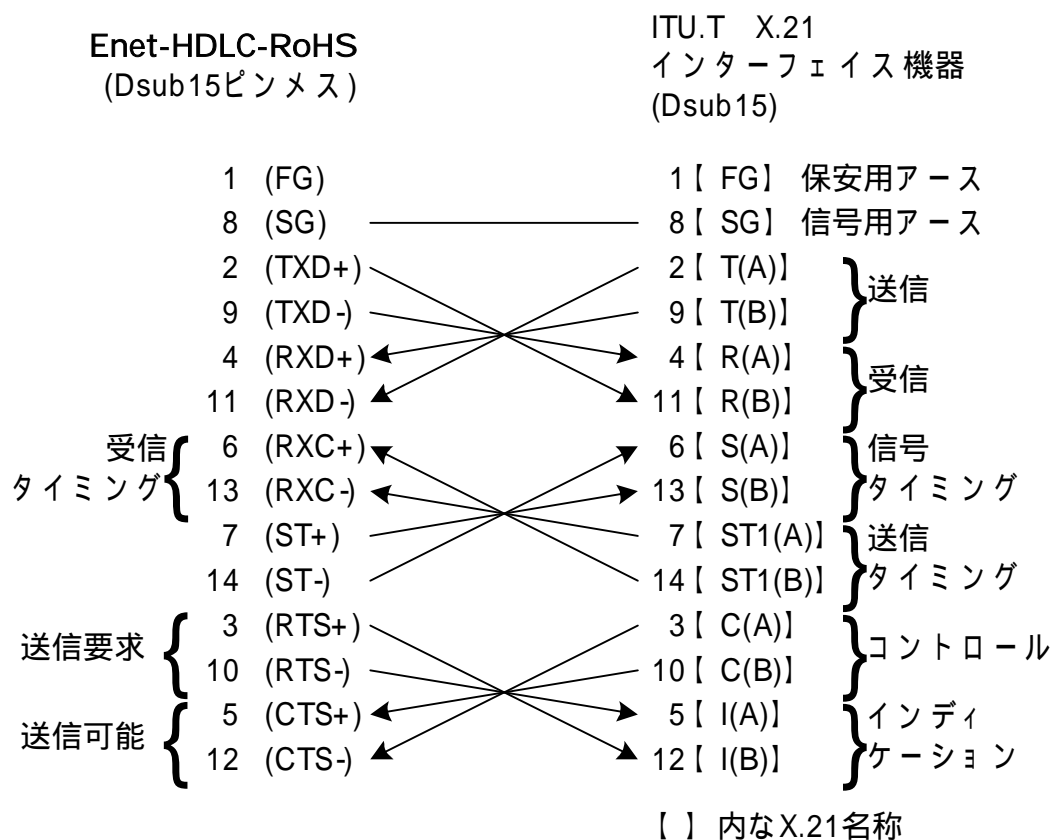 Enet-HDLC-RoHS
(Dsub15ピンメス)
ITU.T X.21
インターフェイス機器
(Dsub15)
1 (FG) 1【 FG】 保安用アース
8 (SG) 8【 SG】 信号用アース
2 (TXD+) 2【 T(A)】
送信
9 (TXD-) 9【 T(B)】
4 (RXD+) 4【 R(A)】
受信
11 (RXD-) 11【 R(B)】
受信
タイミング
6 (RXC+) 6【 S(A)】
信号
タイミング
13 (RXC-) 13【 S(B)】
7 (ST+) 7【 ST1(A)】
送信
タイミング
14 (ST-) 14【 ST1(B)】
送信要求
3 (RTS+) 3【 C(A)】
コントロール
10 (RTS-) 10【 C(B)】
送信可能
5 (CTS+) 5【 I(A)】
インディ
ケーション
12 (CTS-) 12【 I(B)】
【 】内なX.21名称